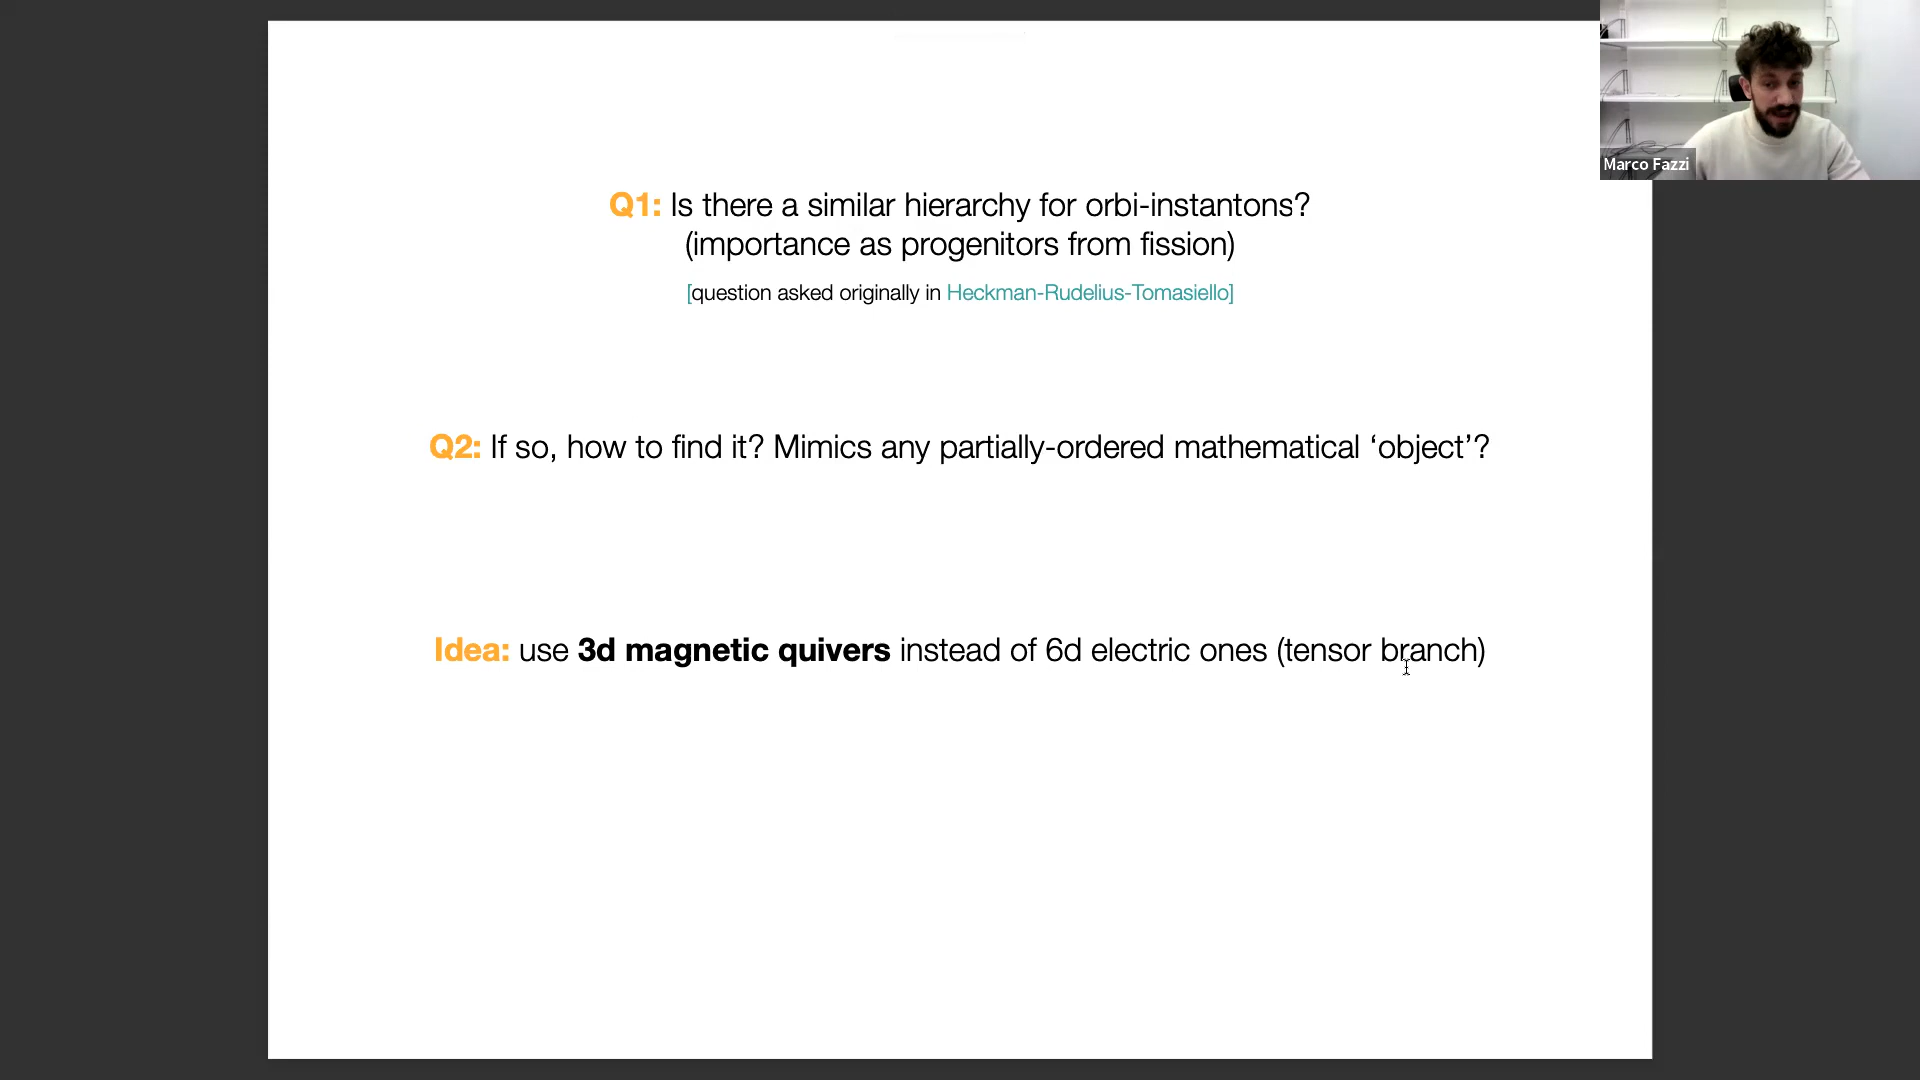 Q1: Is there a similar hierarchy for orbi-instantons?
(importance as progenitors from fission)
[question asked originally in Heckman-Rudelius-Tomasiello]
Q2: If so, how to find it? Mimics any partially-ordered mathematical ‘object’?
Idea: use 3d magnetic quivers instead of 6d electric ones (tensor branch)
Marco Fazzi